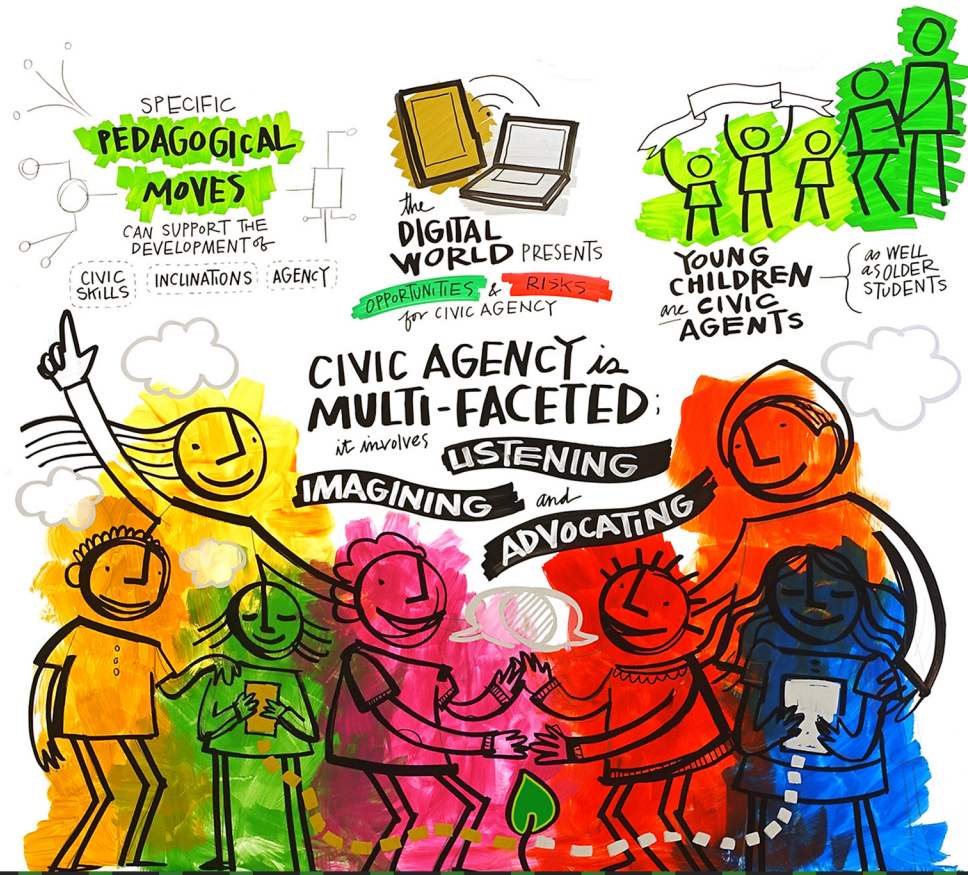 SPECIFIC
PEDAGOGICAL
MOVES
CAN SUPPORT THE
DEVELOPMENT of
CIVIC
SKILLS
INCLINATIONS
AGENCY
the
DIGITAL
WORLD PRESENTS
OPPORTUNITIES & RISKS
for CIVIC AGENCY
YOUNG
CHILDREN
are CIVIC
AGENTS
as WELL
as OLDER
STUDENTS
CIVIC AGENCY is
MULTI-FACETED:
it involves LISTENING
IMAGINING and
ADVOCATING